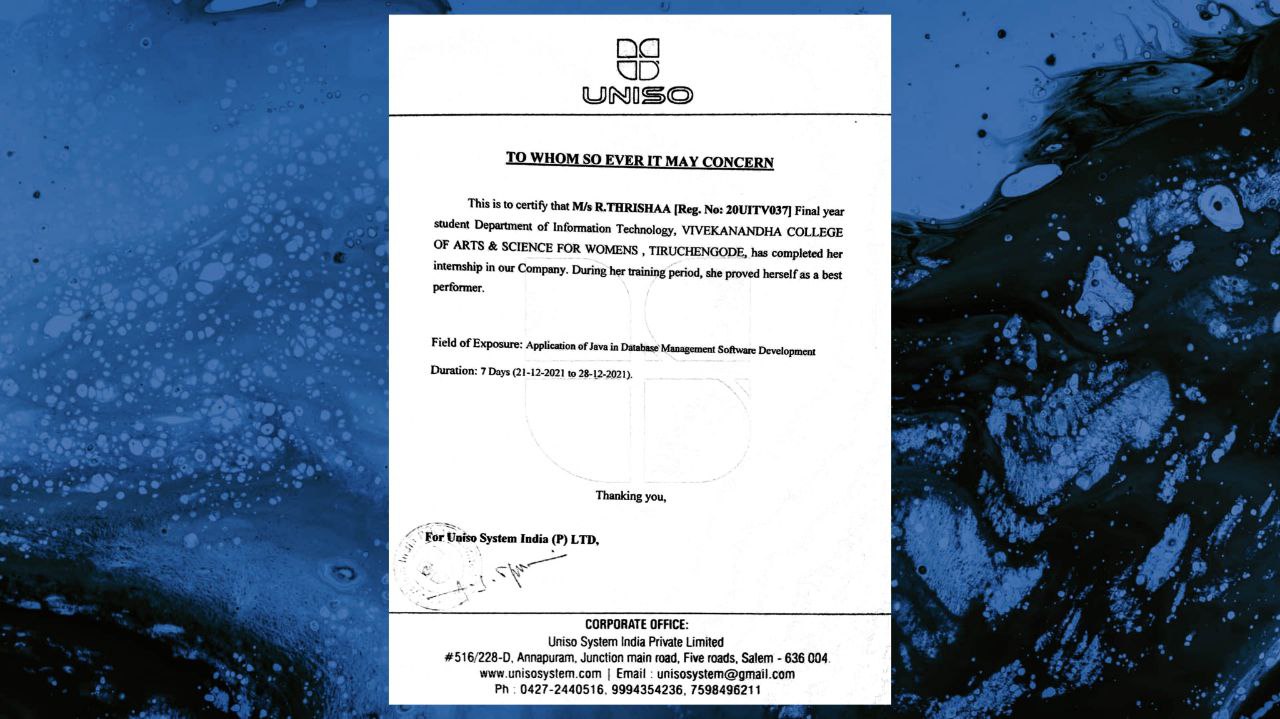 UNISO
TO WHOM SO EVER IT MAY CONCERN
This is to certify that M/s R.THRISHAA [Reg. No: 20UITV037] Final year
student Department of Information Technology, VIVEKANANDHA COLLEGE
OF ARTS & SCIENCE FOR WOMENS , TIRUCHENGODE, has completed her
internship in our Company. During her training period, she proved herself as a best
performer.
Field of Exposure: Application of Java in Database Management Software Development
Duration: 7 Days (21-12-2021 to 28-12-2021).
Thanking you,
For Uniso System India (P) LTD,
CORPORATE OFFICE:
Uniso System India Private Limited
#516/228-D, Annapuram, Junction main road, Five roads, Salem - 636 004.
www.unisosystem.com | Email : unisosystem@gmail.com
Ph : 0427-2440516, 9994354236, 7598496211